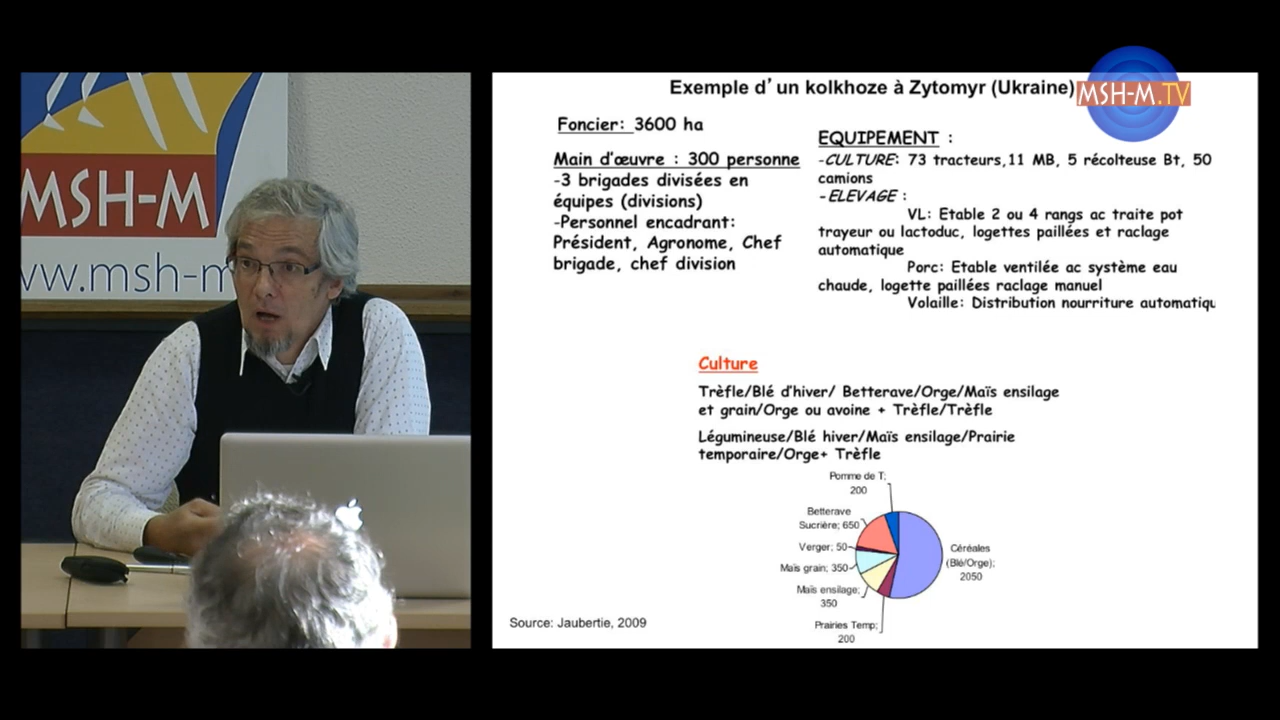 MSH-M
ww.msh-m
MSH-M.TV
Exemple d’un kolkhoze à Zytomyr (Ukraine)
Foncier: 3600 ha
Main d’œuvre : 300 personne
-3 brigades divisées en
équipes (divisions)
-Personnel encadrant:
Président, Agronome, Chef
brigade, chef division
EQUIPEMENT :
-CULTURE: 73 tracteurs,11 MB, 5 récolteuse Bt, 50
camions
-ELEVAGE :
VL: Etable 2 ou 4 rangs ac traite pot
trayeur ou lactoduc, logettes paillées et raclage
automatique
Porc: Etable ventilée ac système eau
chaude, logette paillées raclage manuel
Volaille: Distribution nourriture automatiqu
Culture
Trèfle/Blé d’hiver/ Betterave/Orge/Maïs ensilage
et grain/Orge ou avoine + Trèfle/Trèfle
Légumineuse/Blé hiver/Maïs ensilage/Prairie
temporaire/Orge+ Trèfle
Pomme de T;
200
Betterave
Sucrière; 650
Verger; 50
Maïs grain; 350
Maïs ensilage;
350
Prairies Temp;
200
Céréales
(Blé/Orge);
2050
Source: Jaubertie, 2009